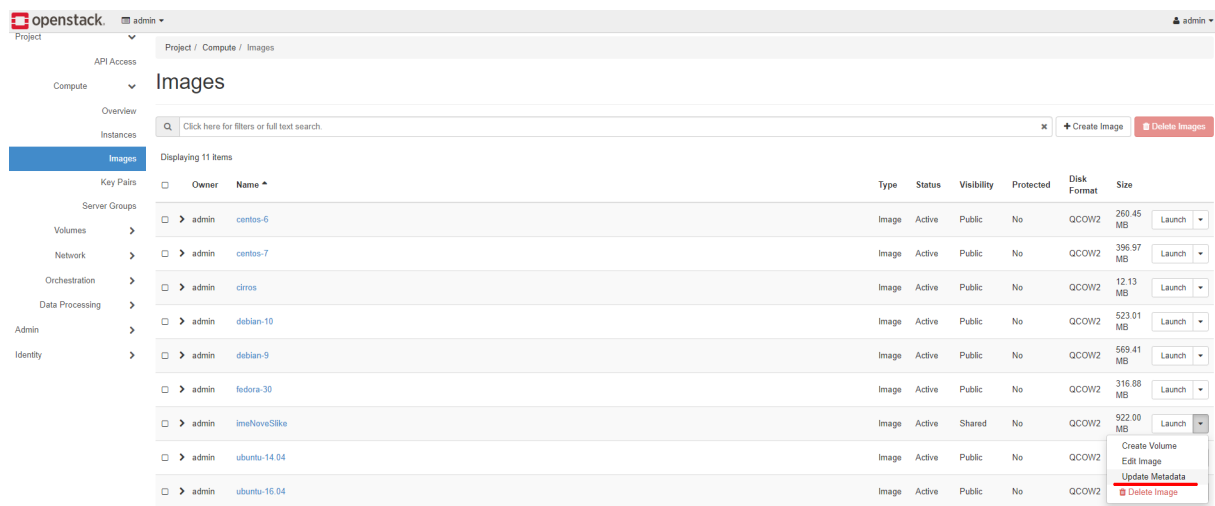 openstack. admin admin
Project
Project / Compute / Images
API Access
Compute
Images
Overview
Instances
Images
Key Pairs
Server Groups
Volumes
Network
Orchestration
Data Processing
Admin
Identity
Click here for filters or full text search. Create Image Delete Images
Displaying 11 items
Owner Name Type Status Visibility Protected Disk Format Size
admin centos-6 Image Active Public No QCOW2 260.45 MB Launch
admin centos-7 Image Active Public No QCOW2 396.97 MB Launch
admin cirros Image Active Public No QCOW2 12.13 MB Launch
admin debian-10 Image Active Public No QCOW2 523.01 MB Launch
admin debian-9 Image Active Public No QCOW2 569.41 MB Launch
admin fedora-30 Image Active Public No QCOW2 316.88 MB Launch
admin imeNoveSlike Image Active Shared No QCOW2 922.00 MB Launch
admin ubuntu-14.04 Image Active Public No QCOW2
admin ubuntu-16.04 Image Active Public No QCOW2
Create Volume
Edit Image
Update Metadata
Delete Image